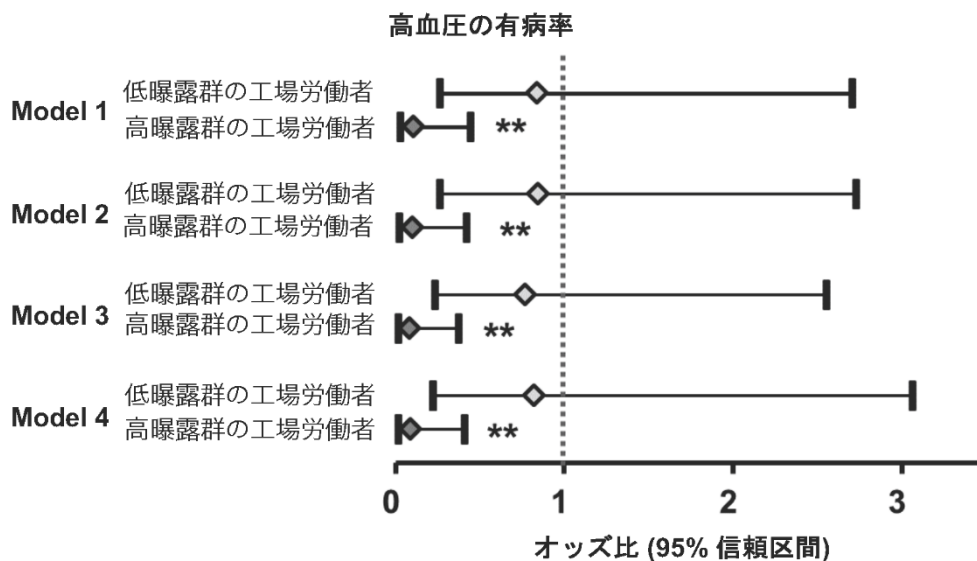 高血圧の有病率
Model 1
低曝露群の工場労働者
高曝露群の工場労働者
**
Model 2
低曝露群の工場労働者
高曝露群の工場労働者
**
Model 3
低曝露群の工場労働者
高曝露群の工場労働者
**
Model 4
低曝露群の工場労働者
高曝露群の工場労働者
**
0 1 2 3
オッズ比 (95% 信頼区間)